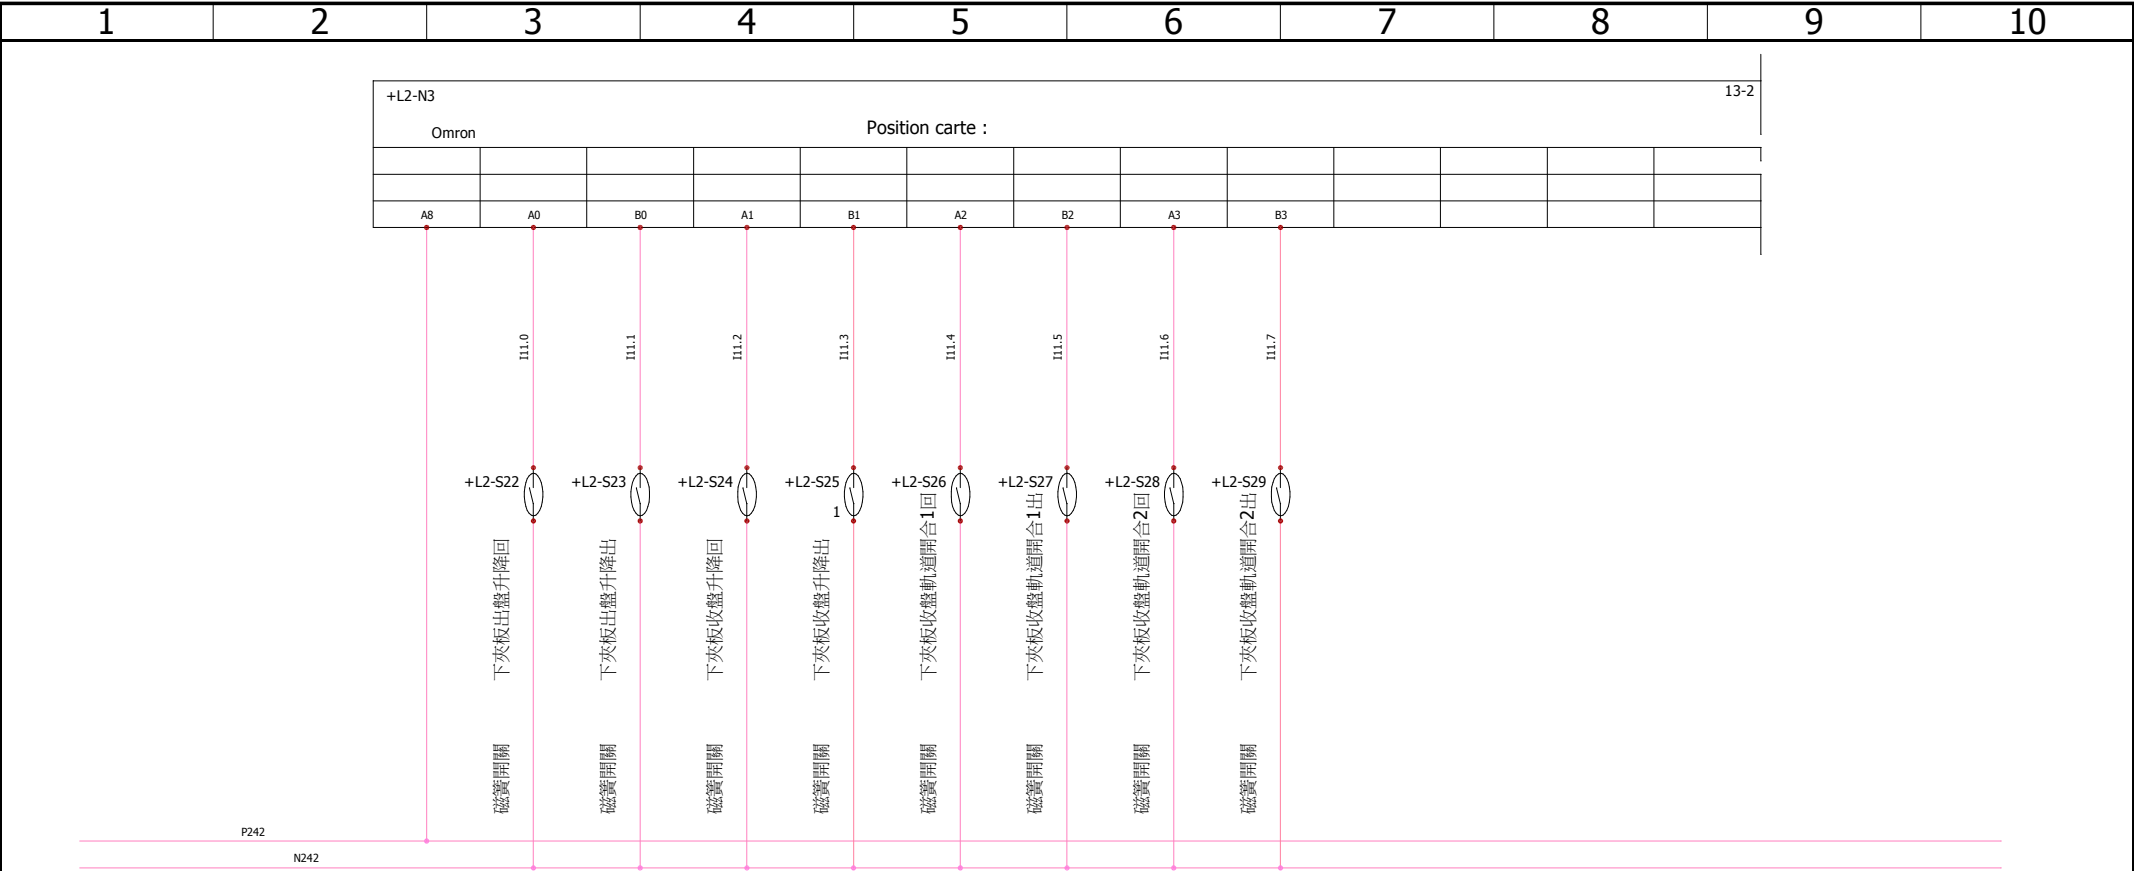 1 2 3 4 5 6 7 8 9 10
+L2-N3 13-2
Omron Position carte :
A8 A0 B0 A1 B1 A2 B2 A3 B3
I11.0 I11.1 I11.2 I11.3 I11.4 I11.5 I11.6 I11.7
+L2-S22 +L2-S23 +L2-S24 +L2-S25 +L2-S26 +L2-S27 +L2-S28 +L2-S29
1
下夾板出盤升降回
下夾板出盤升降出
下夾板收盤升降回
下夾板收盤升降出
下夾板收盤軌道開合1回
下夾板收盤軌道開合1出
下夾板收盤軌道開合2回
下夾板收盤軌道開合2出
磁簧開關
磁簧開關
磁簧開關
磁簧開關
磁簧開關
磁簧開關
磁簧開關
磁簧開關
P242
N242